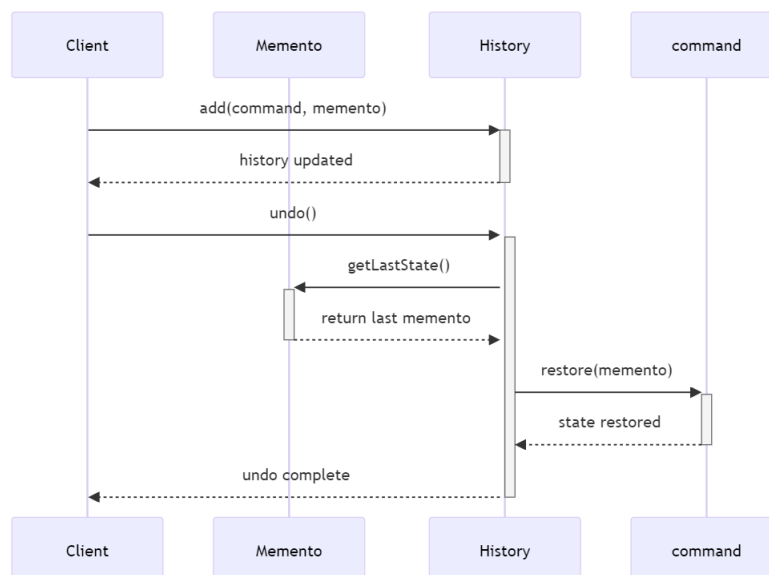 Client Memento History command
add(command, memento)
history updated
undo()
getLastState()
return last memento
restore(memento)
state restored
undo complete
Client Memento History command